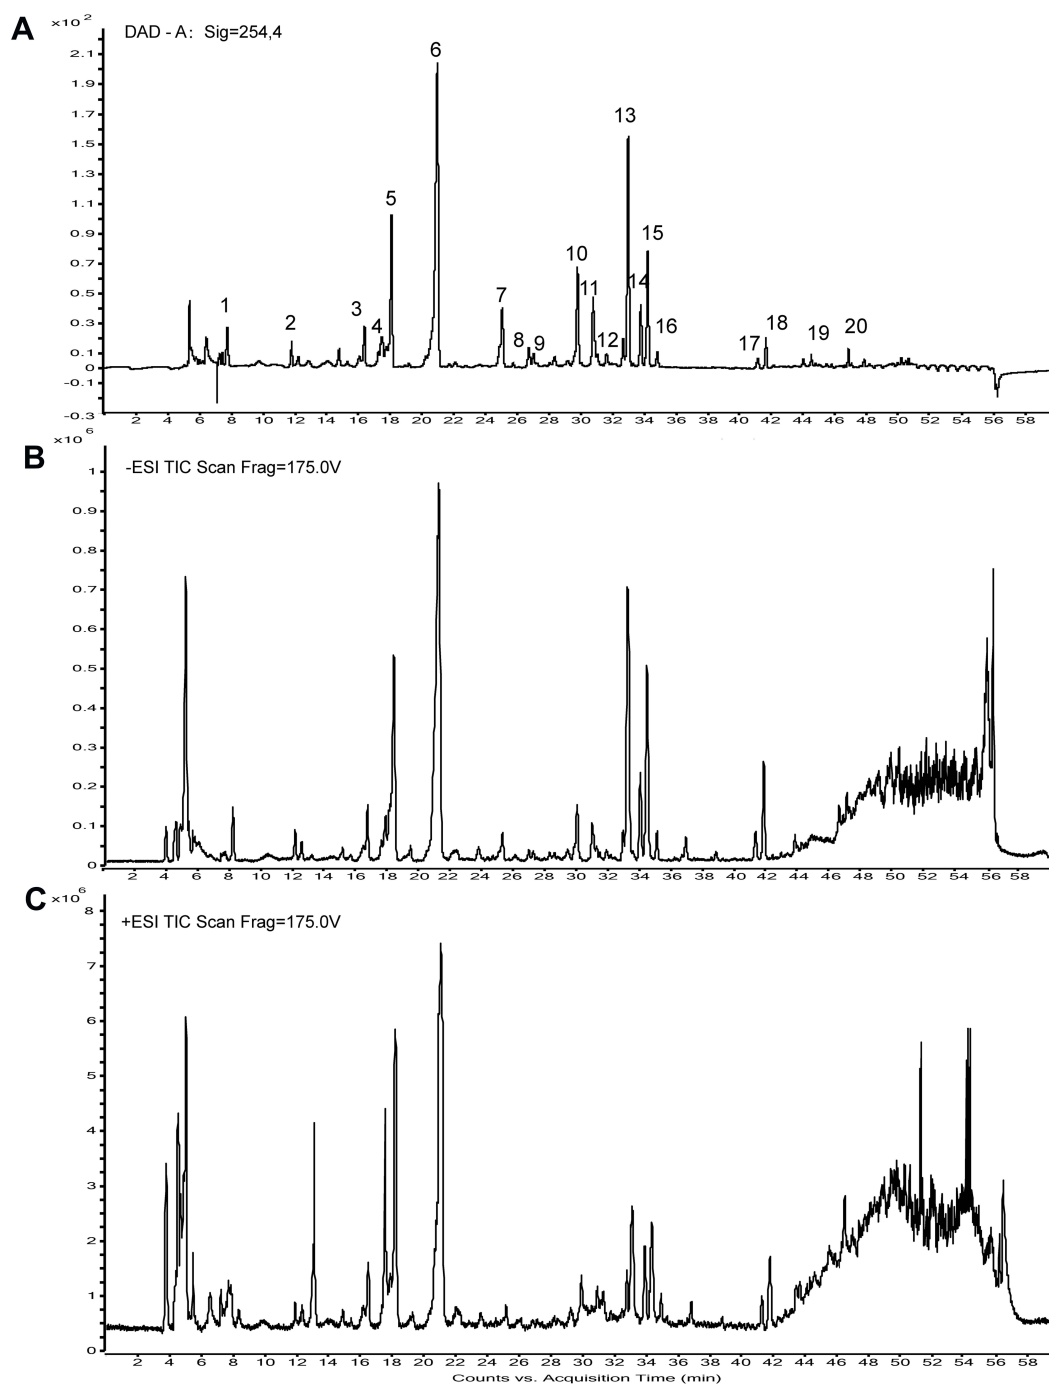 A
x10 2
DAD - A: Sig=254,4
2.1
1.9
1.7
1.5
1.3
1.1
0.9
0.7
0.5
0.3
0.1
0
-0.1
-0.3
1 2 3 4 5 6 7 8 9 10 11 12 13 14 15 16 17 18 19 20
2 4 6 8 10 12 14 16 18 20 22 24 26 28 30 32 34 36 38 40 42 44 46 48 50 52 54 56 58
B
x10 6
-ESI TIC Scan Frag=175.0V
1
0.9
0.8
0.7
0.6
0.5
0.4
0.3
0.2
0.1
0
2 4 6 8 10 12 14 16 18 20 22 24 26 28 30 32 34 36 38 40 42 44 46 48 50 52 54 56 58
C
x10 6
+ESI TIC Scan Frag=175.0V
8
7
6
5
4
3
2
1
0
2 4 6 8 10 12 14 16 18 20 22 24 26 28 30 32 34 36 38 40 42 44 46 48 50 52 54 56 58
Counts vs. Acquisition Time (min)